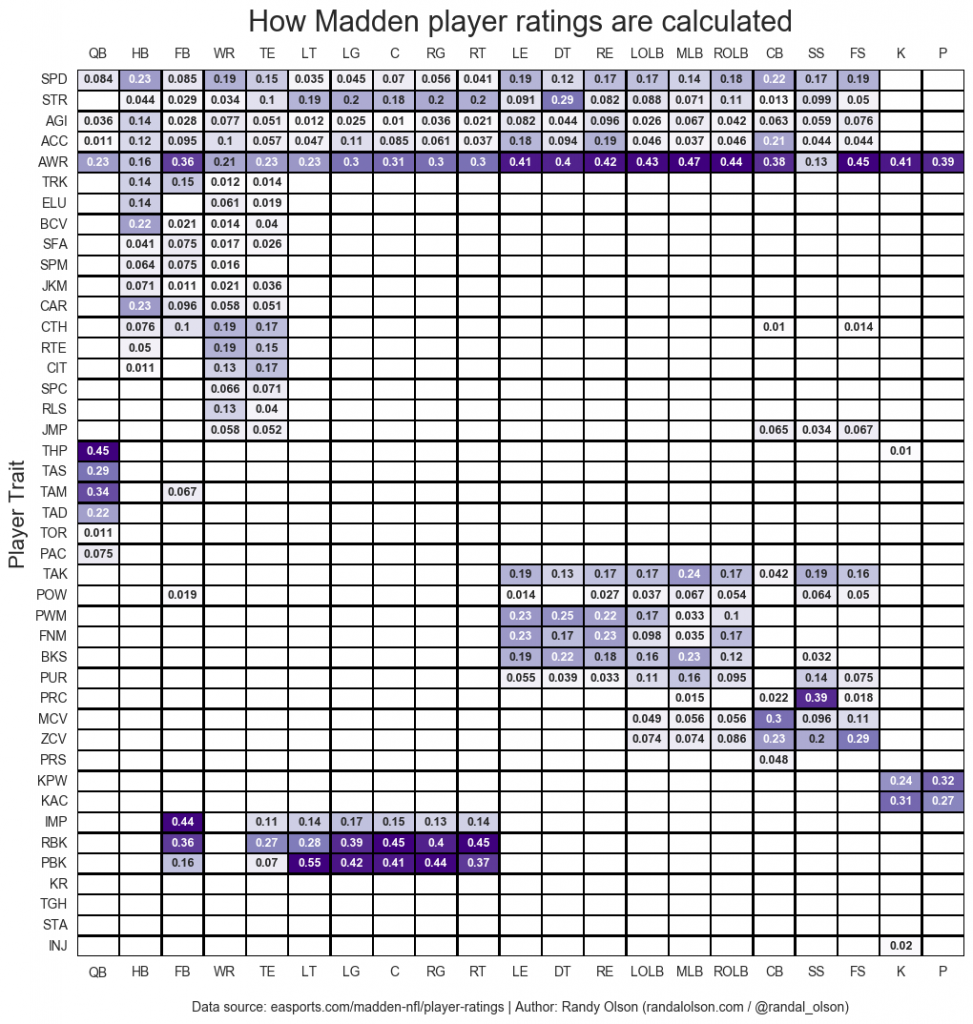 How Madden player ratings are calculated
QB HB FB WR TE LT LG C RG RT LE DT RE LOLB MLB ROLB CB SS FS K P
SPD 0.084 0.23 0.085 0.19 0.15 0.035 0.045 0.07 0.056 0.041 0.19 0.12 0.17 0.17 0.14 0.18 0.22 0.17 0.19
STR 0.044 0.029 0.034 0.1 0.19 0.2 0.18 0.2 0.2 0.091 0.29 0.082 0.088 0.071 0.11 0.013 0.099 0.05
AGI 0.036 0.14 0.028 0.077 0.051 0.012 0.025 0.01 0.036 0.021 0.082 0.044 0.096 0.026 0.067 0.042 0.063 0.059 0.076
ACC 0.011 0.12 0.095 0.1 0.057 0.047 0.11 0.085 0.061 0.037 0.18 0.094 0.19 0.046 0.037 0.046 0.21 0.044 0.044
AWR 0.23 0.16 0.36 0.21 0.23 0.23 0.3 0.31 0.3 0.3 0.41 0.4 0.42 0.43 0.47 0.44 0.38 0.13 0.45 0.41 0.39
TRK 0.14 0.15 0.012 0.014
ELU 0.14 0.061 0.019
BCV 0.22 0.021 0.014 0.04
SFA 0.041 0.075 0.017 0.026
SPM 0.064 0.075 0.016
JKM 0.071 0.011 0.021 0.036
CAR 0.23 0.096 0.058 0.051
CTH 0.076 0.1 0.19 0.17 0.01 0.014
RTE 0.05 0.19 0.15
CIT 0.011 0.13 0.17
SPC 0.066 0.071
RLS 0.13 0.04
JMP 0.058 0.052 0.065 0.034 0.067
THP 0.45 0.01
TAS 0.29
TAM 0.34 0.067
TAD 0.22
TOR 0.011
PAC 0.075
Player Trait
TAK 0.19 0.13 0.17 0.17 0.24 0.17 0.042 0.19 0.16
POW 0.019 0.014 0.027 0.037 0.067 0.054 0.064 0.05
PWM 0.23 0.25 0.22 0.17 0.033 0.1
FNM 0.23 0.17 0.23 0.098 0.035 0.17
BKS 0.19 0.22 0.18 0.16 0.23 0.12 0.032
PUR 0.055 0.039 0.033 0.11 0.16 0.095 0.14 0.075
PRC 0.015 0.022 0.39 0.018
MCV 0.049 0.056 0.056 0.3 0.096 0.11
ZCV 0.074 0.074 0.086 0.23 0.2 0.29
PRS 0.048
KPW 0.24 0.32
KAC 0.31 0.27
IMP 0.44 0.11 0.14 0.17 0.15 0.13 0.14
RBK 0.36 0.27 0.28 0.39 0.45 0.4 0.45
PBK 0.16 0.07 0.55 0.42 0.41 0.44 0.37
KR
TGH
STA
INJ 0.02
QB HB FB WR TE LT LG C RG RT LE DT RE LOLB MLB ROLB CB SS FS K P
Data source: easports.com/madden-nfl/player-ratings | Author: Randy Olson (randalolson.com / @randal_olson)